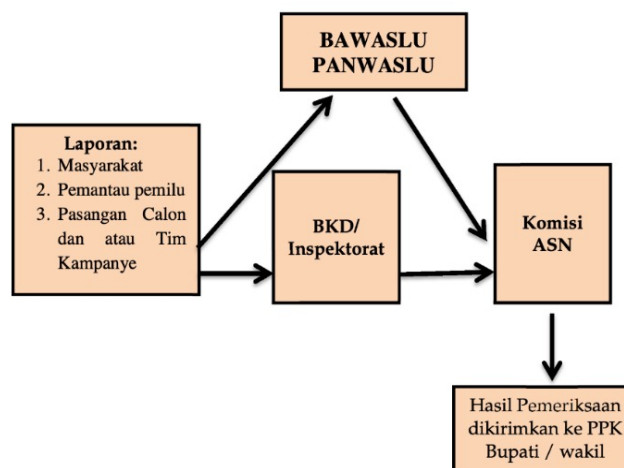 BAWASLU
PANWASLU
Laporan:
1. Masyarakat
2. Pemantau pemilu
3. Pasangan Calon
dan atau Tim
Kampanye
BKD/
Inspektorat
Komisi
ASN
Hasil Pemeriksaan
dikirimkan ke PPK
Bupati / wakil